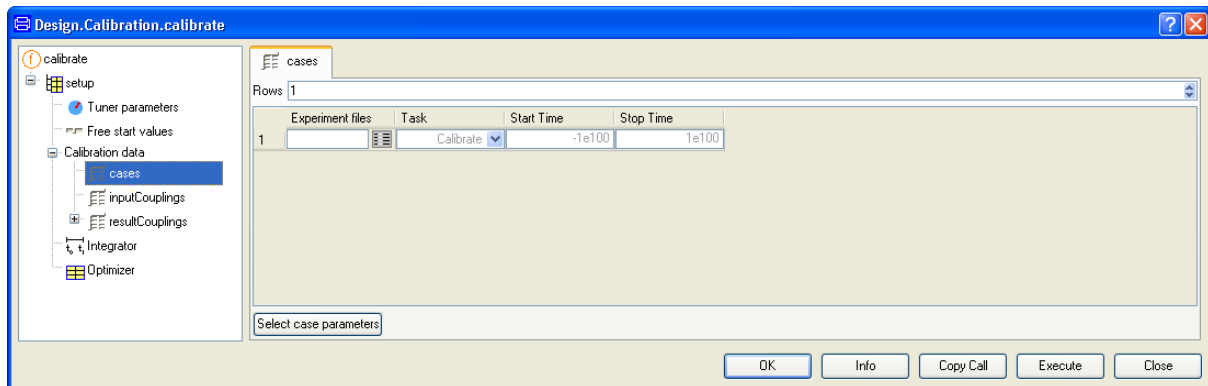 Design.Calibration.calibrate
calibrate
setup
Tuner parameters
Free start values
Calibration data
cases
inputCouplings
resultCouplings
Integrator
Optimizer
cases
Rows 1
Experiment files Task Start Time Stop Time
1 Calibrate -1e100 1e100
Select case parameters
OK Info Copy Call Execute Close